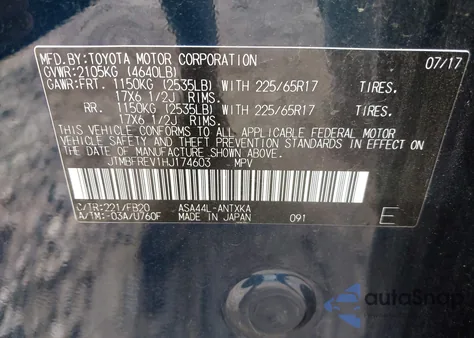 MFD.BY:TOYOTA MOTOR CORPORATION 07/17
GVWR:2105KG (4640LB)
GAWR:FRT. 1150KG (2535LB) WITH 225/65R17 TIRES.
17X6 1/2J RIMS.
RR. 1150KG (2535LB) WITH 225/65R17 TIRES.
17X6 1/2J RIMS.
THIS VEHICLE CONFORMS TO ALL APPLICABLE FEDERAL MOTOR
VEHICLE SAFETY AND THEFT PREVENTION STANDARDS IN EFFECT
ON THE DATE OF MANUFACTURE SHOWN ABOVE.
JTMBFREV1HJ174603 MPV
C/TR:221/FB20 ASA44L-ANTXKA
A/TM:-03A/U760F MADE IN JAPAN 091 E
autoSnap